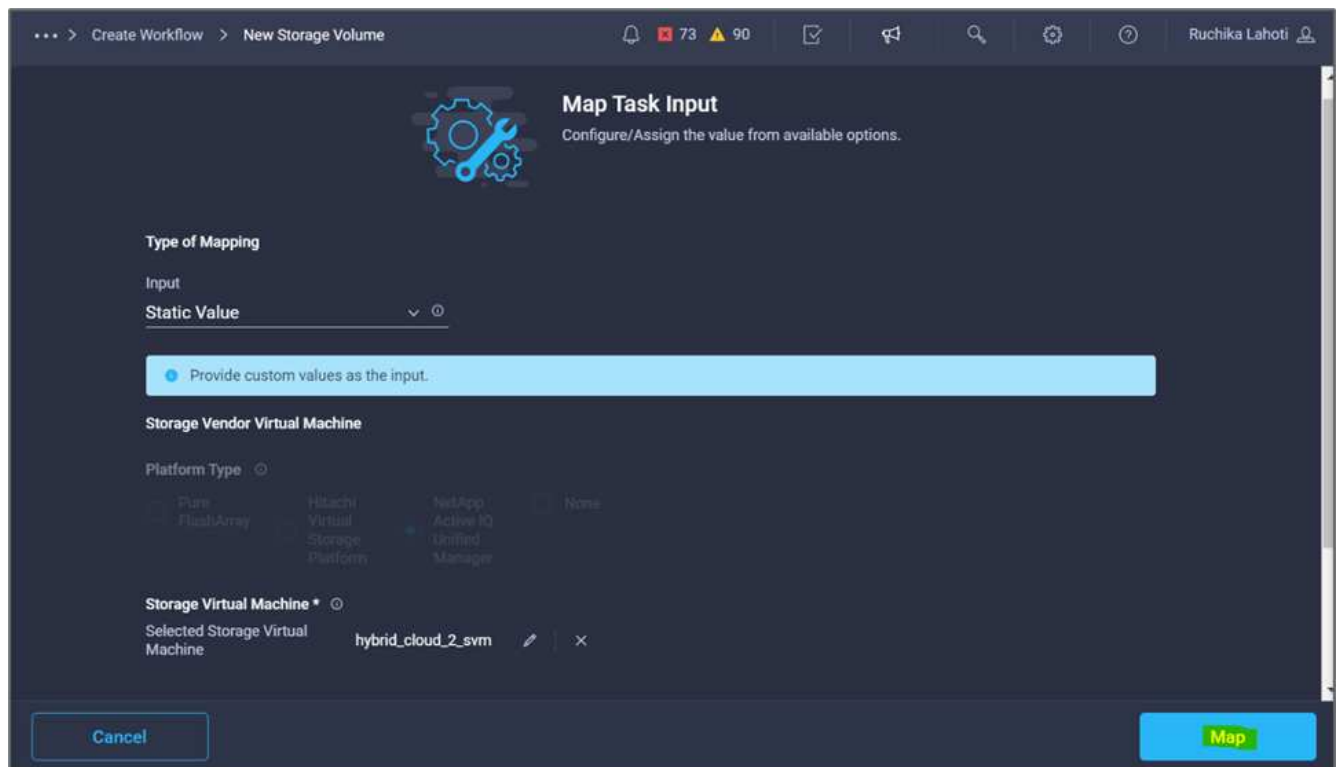 ••• > Create Workflow > New Storage Volume 73 90 Ruchika Lahoti
Map Task Input
Configure/Assign the value from available options.
Type of Mapping
Input
Static Value
Provide custom values as the input.
Storage Vendor Virtual Machine
Platform Type
Pure Hitachi NetApp None
FlashArray Virtual Active IQ
Storage Unified
Platform Manager
Storage Virtual Machine *
Selected Storage Virtual hybrid_cloud_2_svm
Machine
Cancel Map